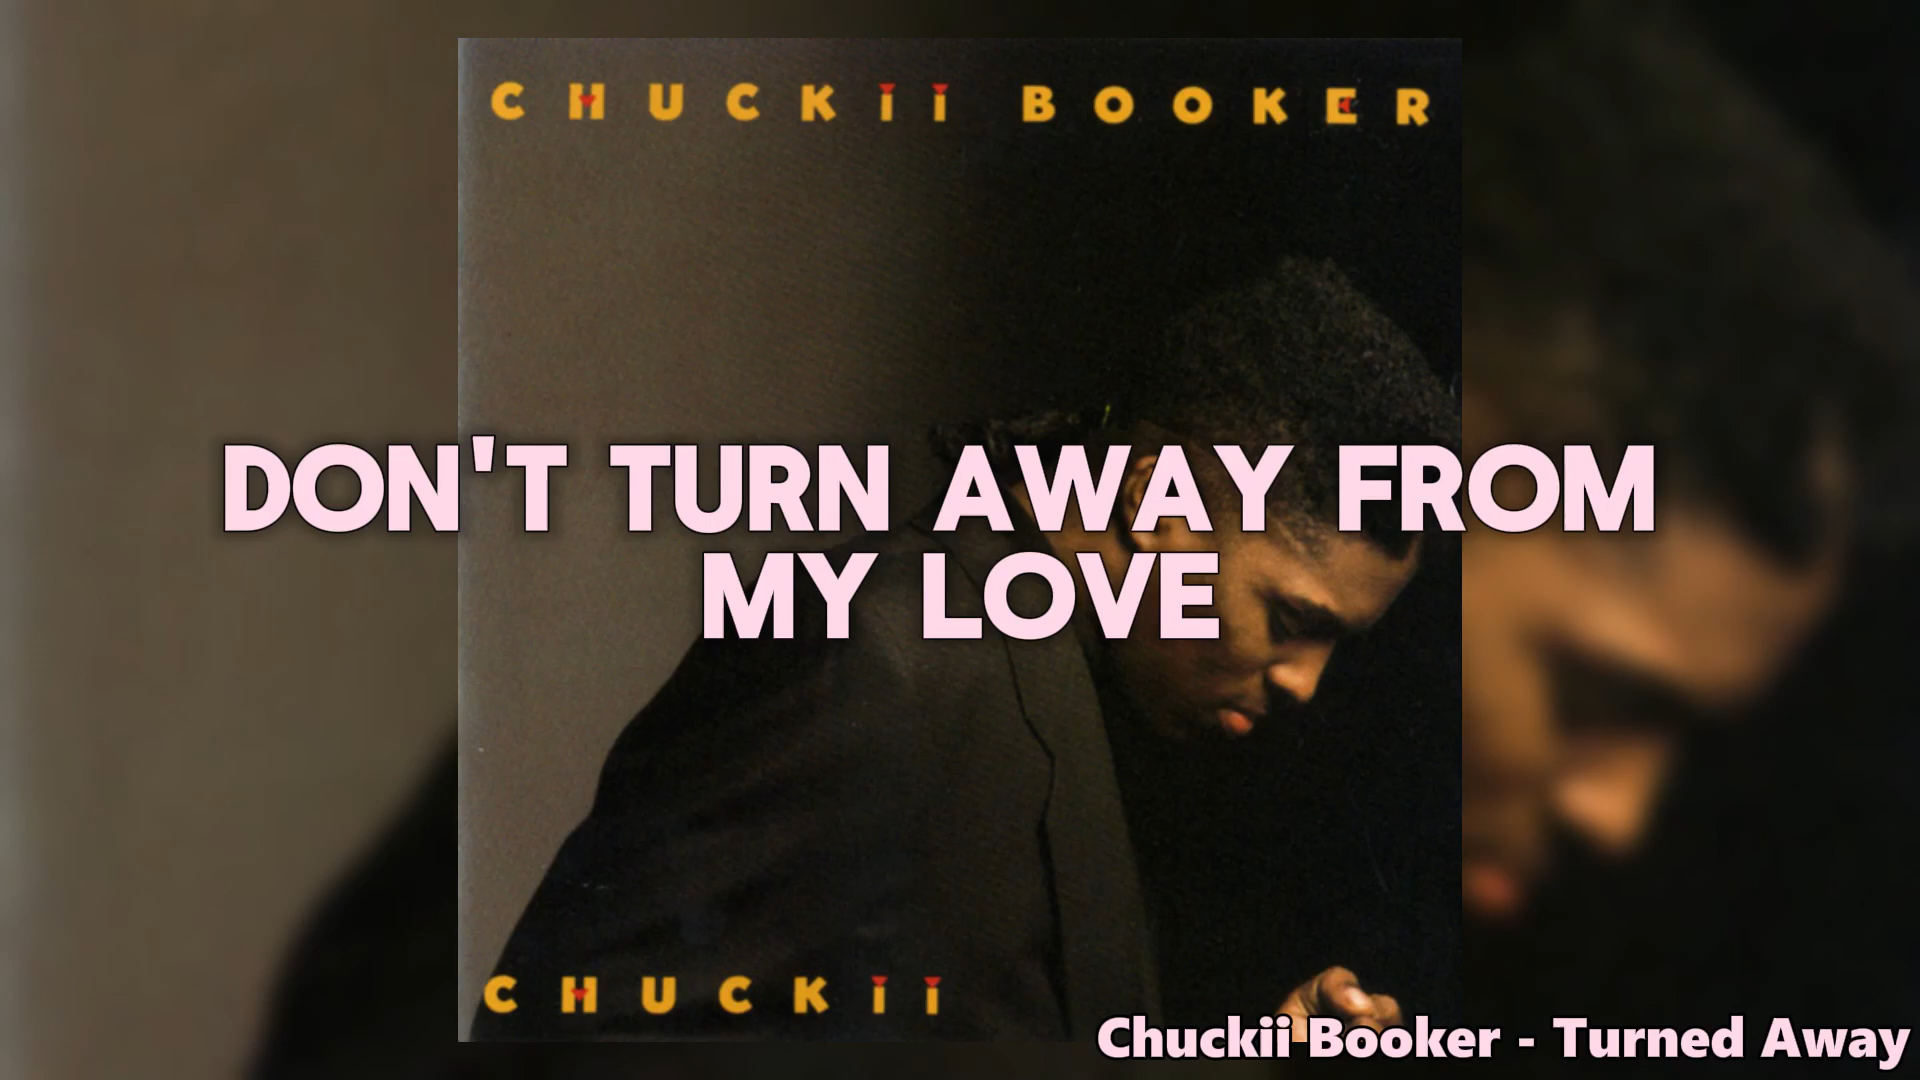 CHUCKii BOOKER
DON'T TURN AWAY FROM
MY LOVE
CHUCKii
Chuckii Booker - Turned Away